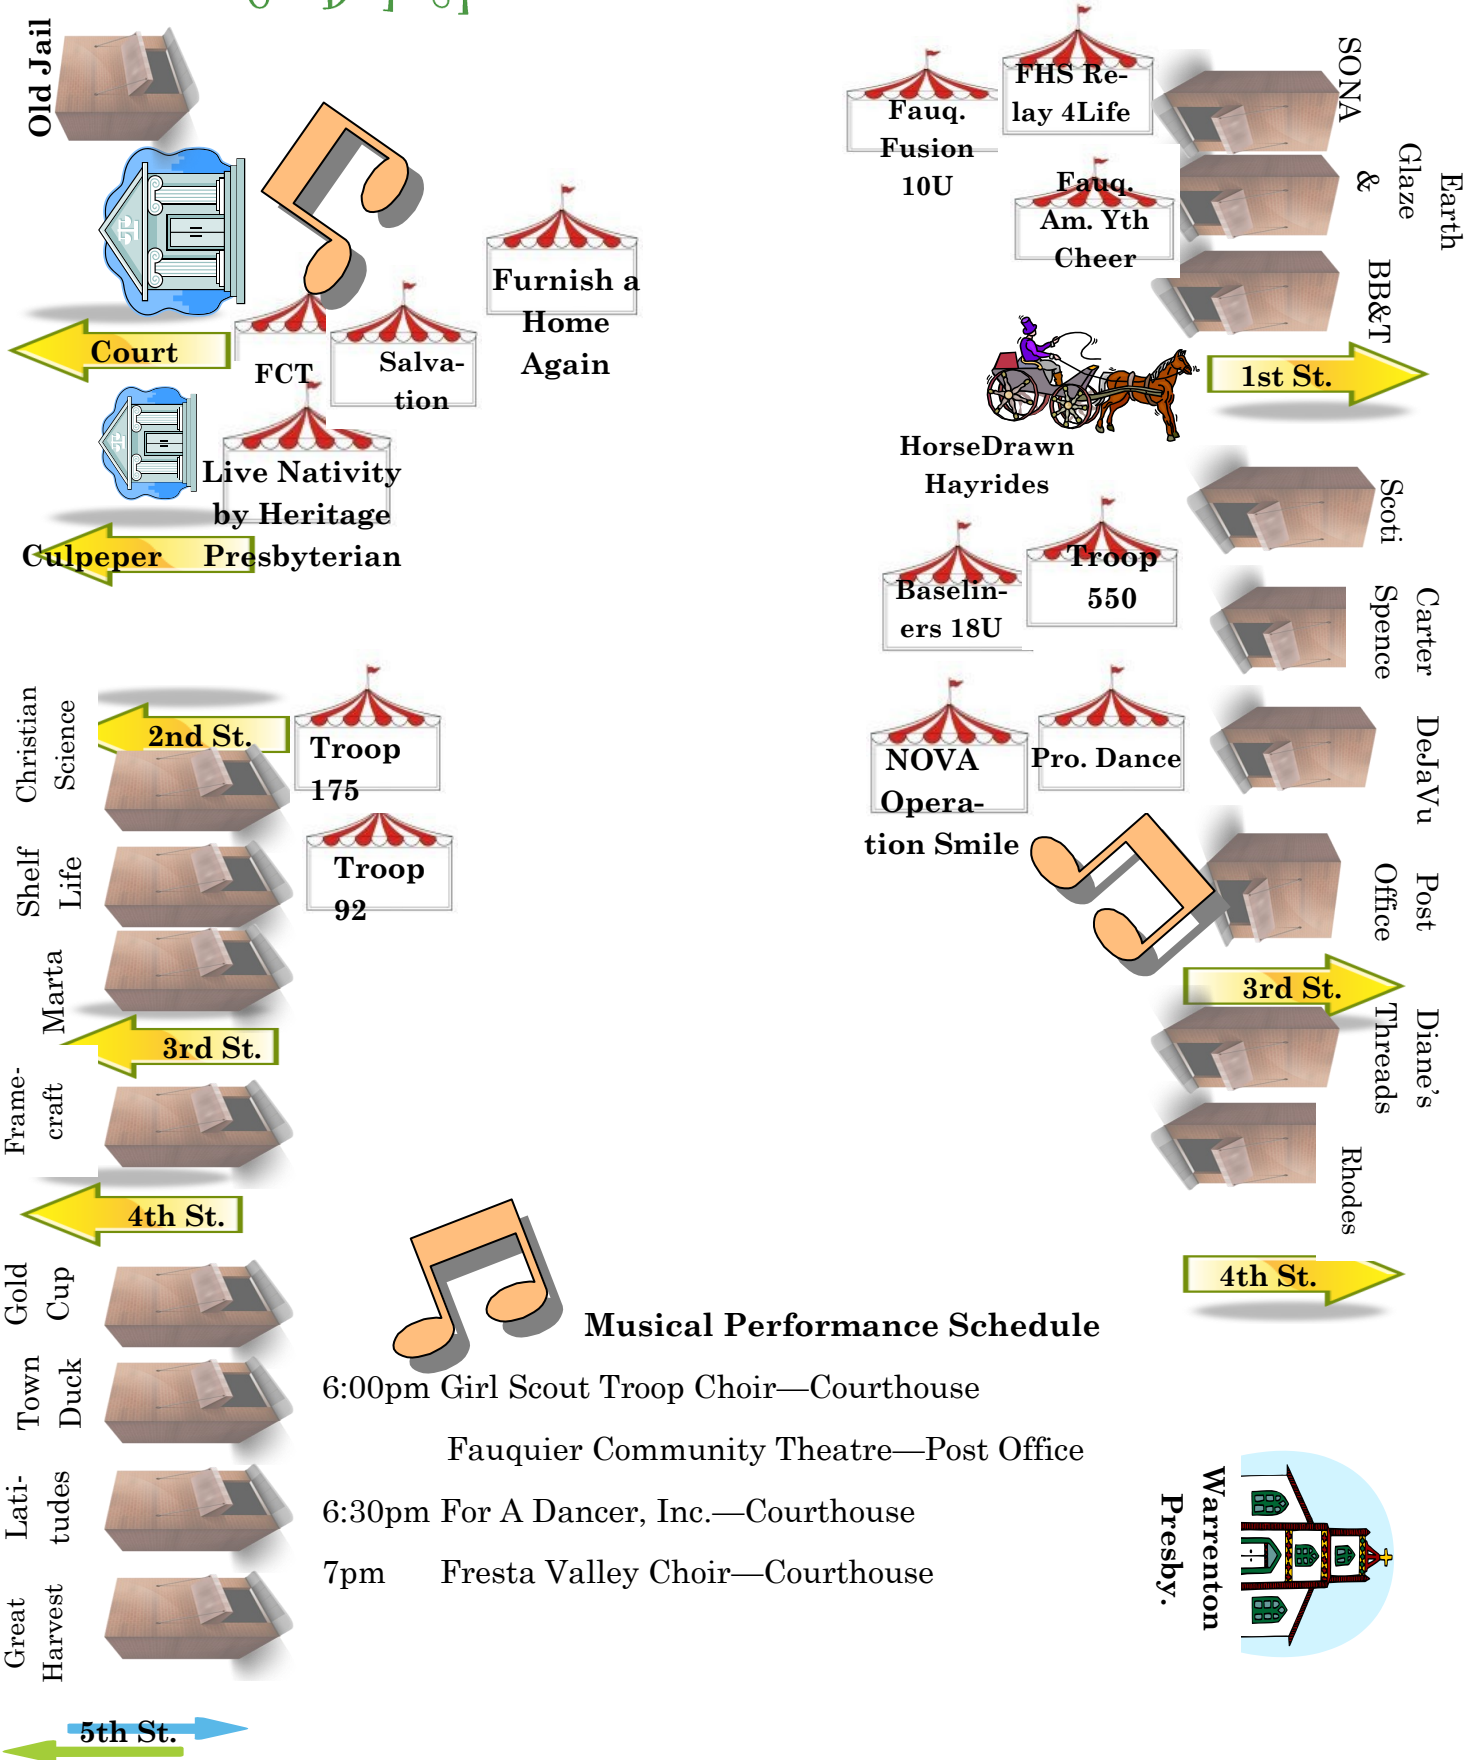 Old Jail
Court
FCT
Salva-
tion
Furnish a
Home
Again
Live Nativity
by Heritage
Presbyterian
Culpeper
2nd St.
Christian
Science
Troop
175
Shelf
Life
Troop
92
Marta
3rd St.
Frame-
craft
4th St.
Gold
Cup
Town
Duck
Lati-
tudes
Great
Harvest
5th St.
Fauq.
Fusion
10U
FHS Re-
lay 4Life
Fauq.
Am. Yth
Cheer
SONA
Earth
Glaze
&
BB&T
1st St.
HorseDrawn
Hayrides
Scoti
Baselin-
ers 18U
Troop
550
Carter
Spence
NOVA
Opera-
tion Smile
Pro. Dance
DeJaVu
Post
Office
3rd St.
Diane's
Threads
Rhodes
4th St.
Musical Performance Schedule
6:00pm Girl Scout Troop Choir—Courthouse
Fauquier Community Theatre—Post Office
6:30pm For A Dancer, Inc.—Courthouse
7pm Fresta Valley Choir—Courthouse
Warrenton
Presby.